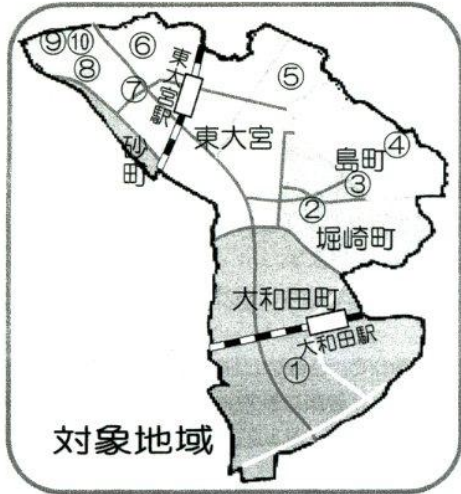 ⑨⑩
⑥
⑧
⑦
東大宮駅
⑤
東大宮
砂町
島町
④
③
②
堀崎町
大和田町
大和田駅
①
対象地域